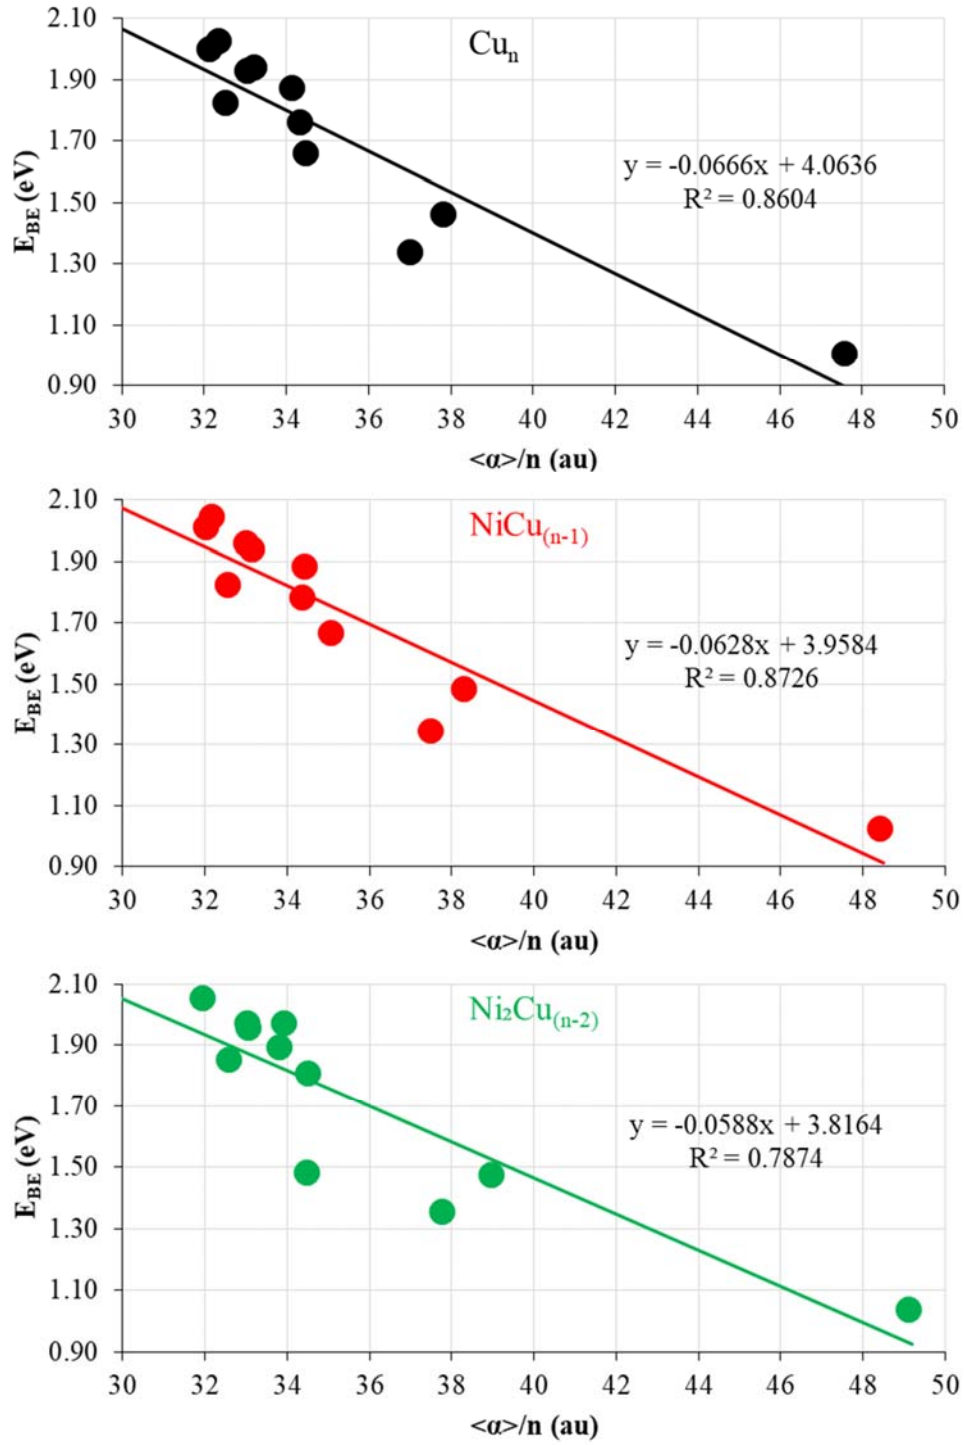 2.10
Cuₙ
1.90
1.70
y = -0.0666x + 4.0636
R² = 0.8604
1.50
1.30
1.10
0.90
E_BE (eV)
30 32 34 36 38 40 42 44 46 48 50
<α>/n (au)
2.10
NiCu₍ₙ₋₁₎
1.90
1.70
y = -0.0628x + 3.9584
R² = 0.8726
1.50
1.30
1.10
0.90
E_BE (eV)
30 32 34 36 38 40 42 44 46 48 50
<α>/n (au)
2.10
Ni₂Cu₍ₙ₋₂₎
1.90
1.70
y = -0.0588x + 3.8164
R² = 0.7874
1.50
1.30
1.10
0.90
E_BE (eV)
30 32 34 36 38 40 42 44 46 48 50
<α>/n (au)